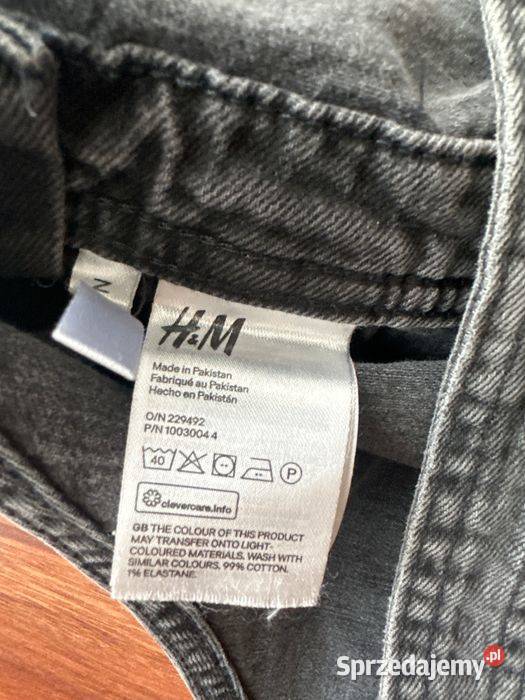 H&M
Made in Pakistan
Fabriqué au Pakistan
Hecho en Pakistán
O/N 229492
P/N 1003004 4
40
P
clevercare.info
GB THE COLOUR OF THIS PRODUCT
MAY TRANSFER ONTO LIGHT-
COLOURED MATERIALS. WASH WITH
SIMILAR COLOURS. 99% COTTON.
1% ELASTANE.
Sprzedajemy.pl